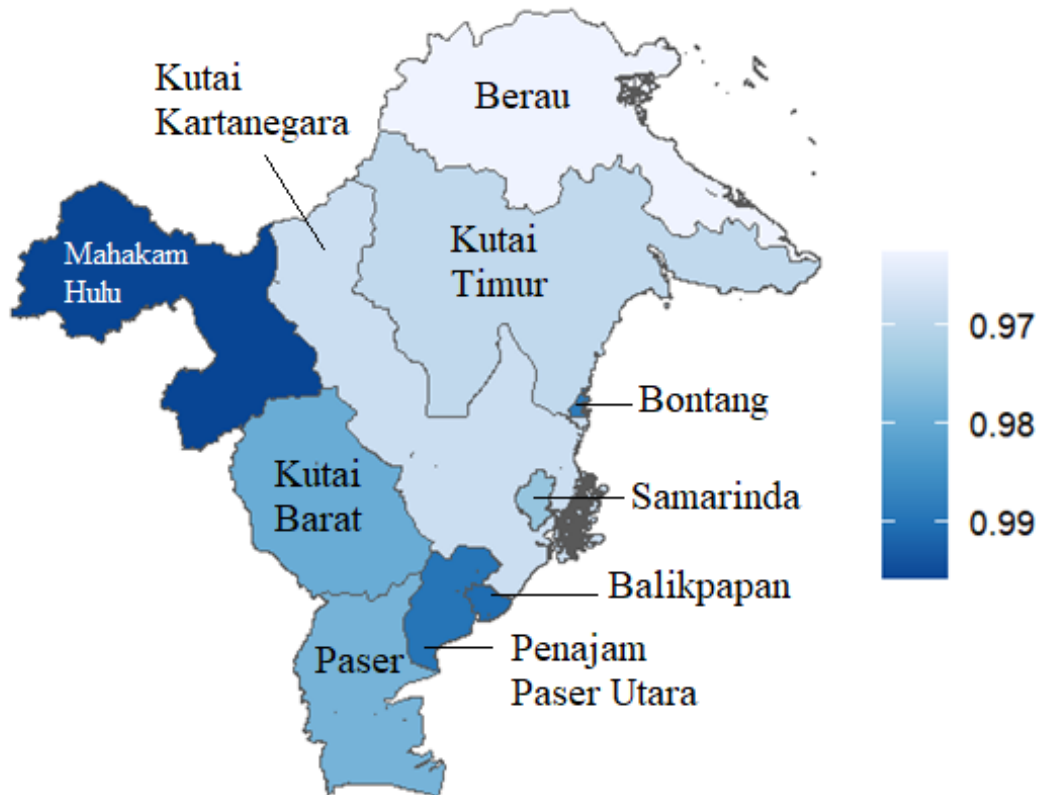 Kutai
Kartanegara
Berau
Mahakam
Hulu
Kutai
Timur
Bontang
Kutai
Barat
Samarinda
Balikpapan
Paser
Penajam
Paser Utara
0.97
0.98
0.99